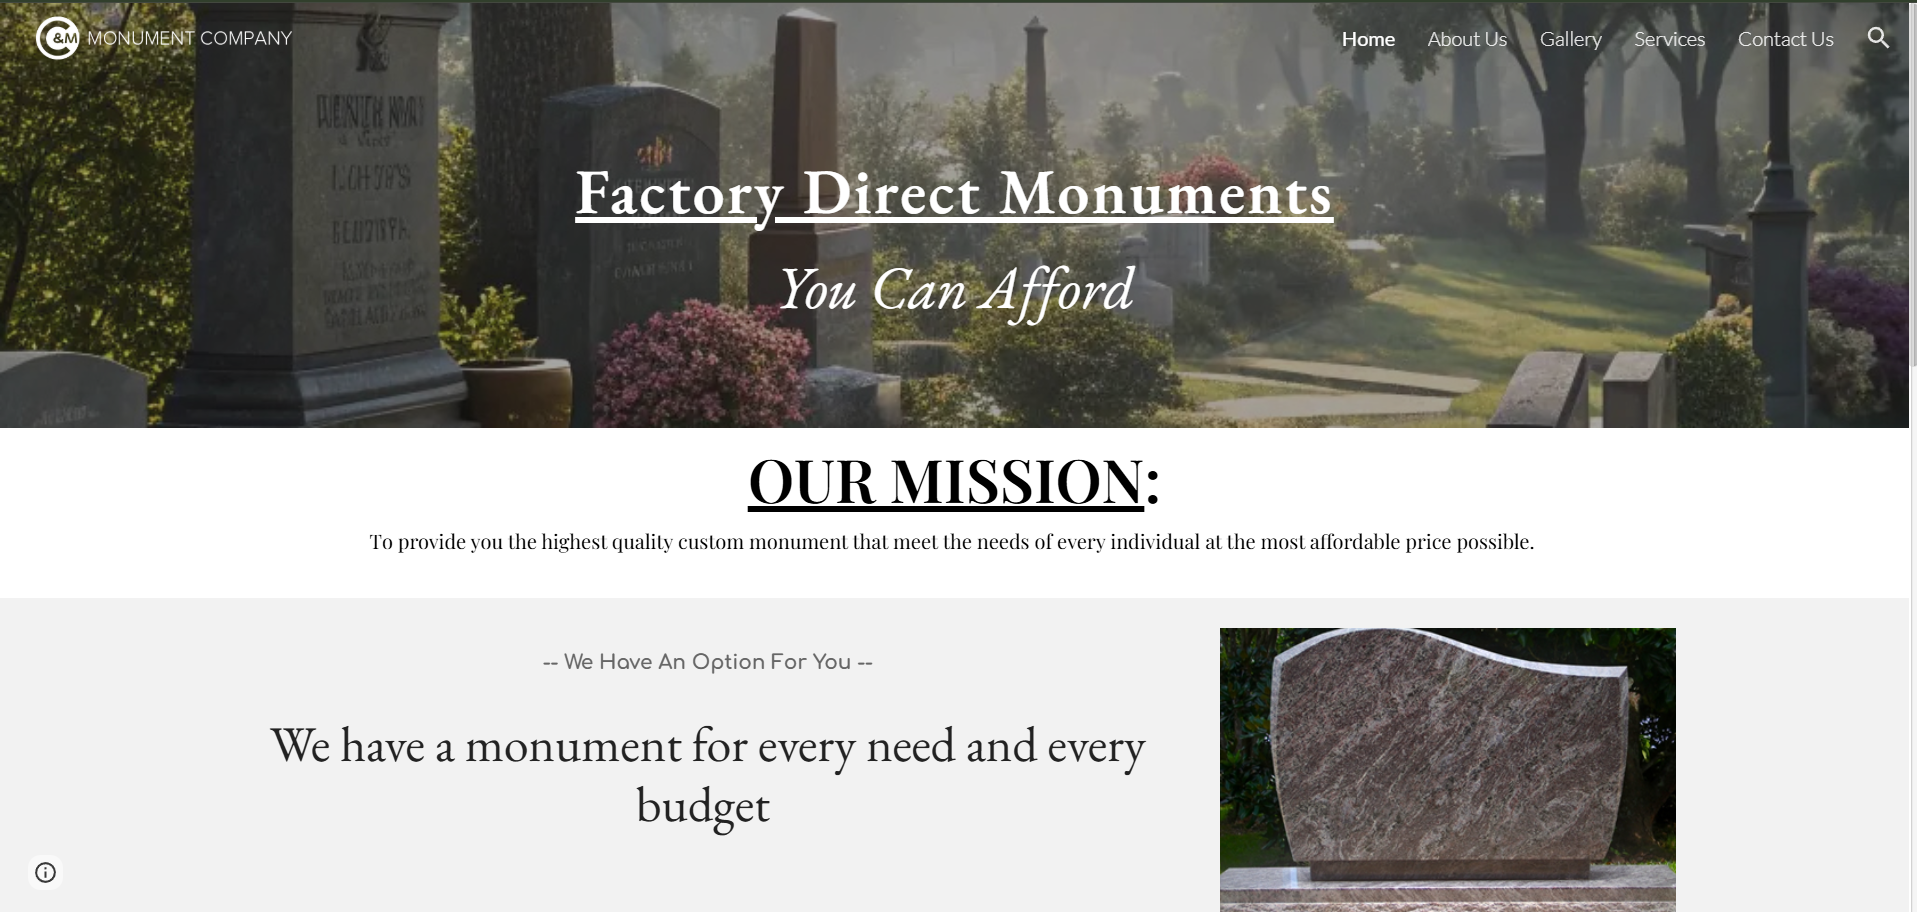 C&M MONUMENT COMPANY
Home About Us Gallery Services Contact Us
Factory Direct Monuments
You Can Afford
OUR MISSION:
To provide you the highest quality custom monument that meet the needs of every individual at the most affordable price possible.
-- We Have An Option For You --
We have a monument for every need and every
budget